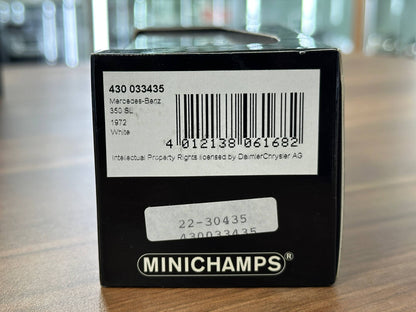 430 033435
Mercedes-Benz
350 SL
1972
White
4 012138 061682
Intellectual Property Rights licensed by DaimlerChrysler AG
22-30435
430033435
MINICHAMPS®